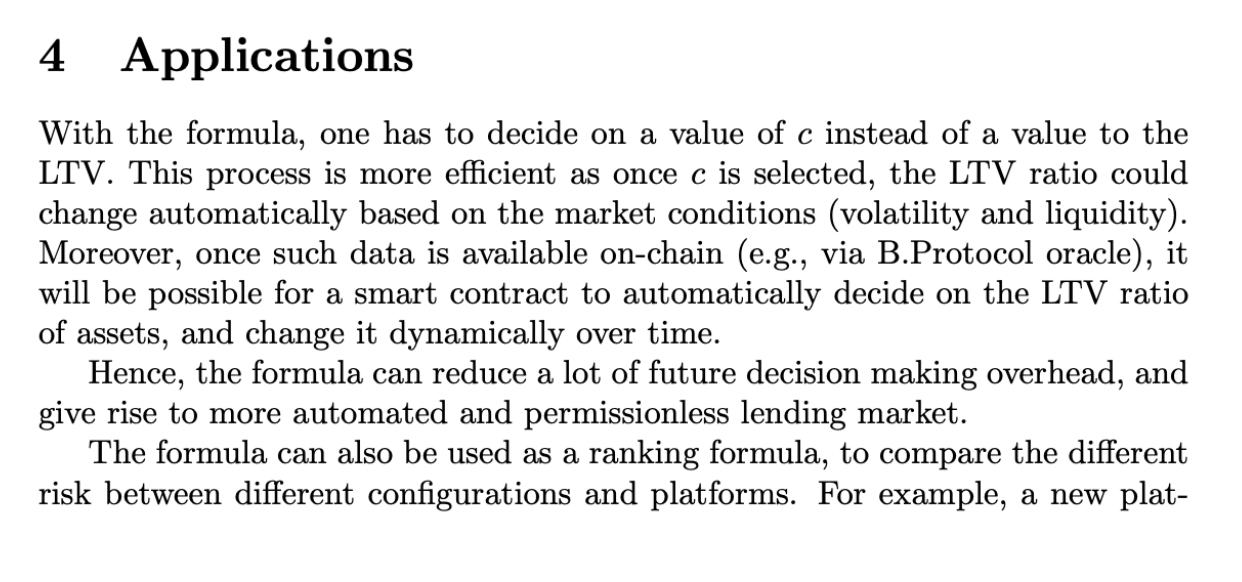 4 Applications
With the formula, one has to decide on a value of c instead of a value to the
LTV. This process is more efficient as once c is selected, the LTV ratio could
change automatically based on the market conditions (volatility and liquidity).
Moreover, once such data is available on-chain (e.g., via B.Protocol oracle), it
will be possible for a smart contract to automatically decide on the LTV ratio
of assets, and change it dynamically over time.
Hence, the formula can reduce a lot of future decision making overhead, and
give rise to more automated and permissionless lending market.
The formula can also be used as a ranking formula, to compare the different
risk between different configurations and platforms. For example, a new plat-